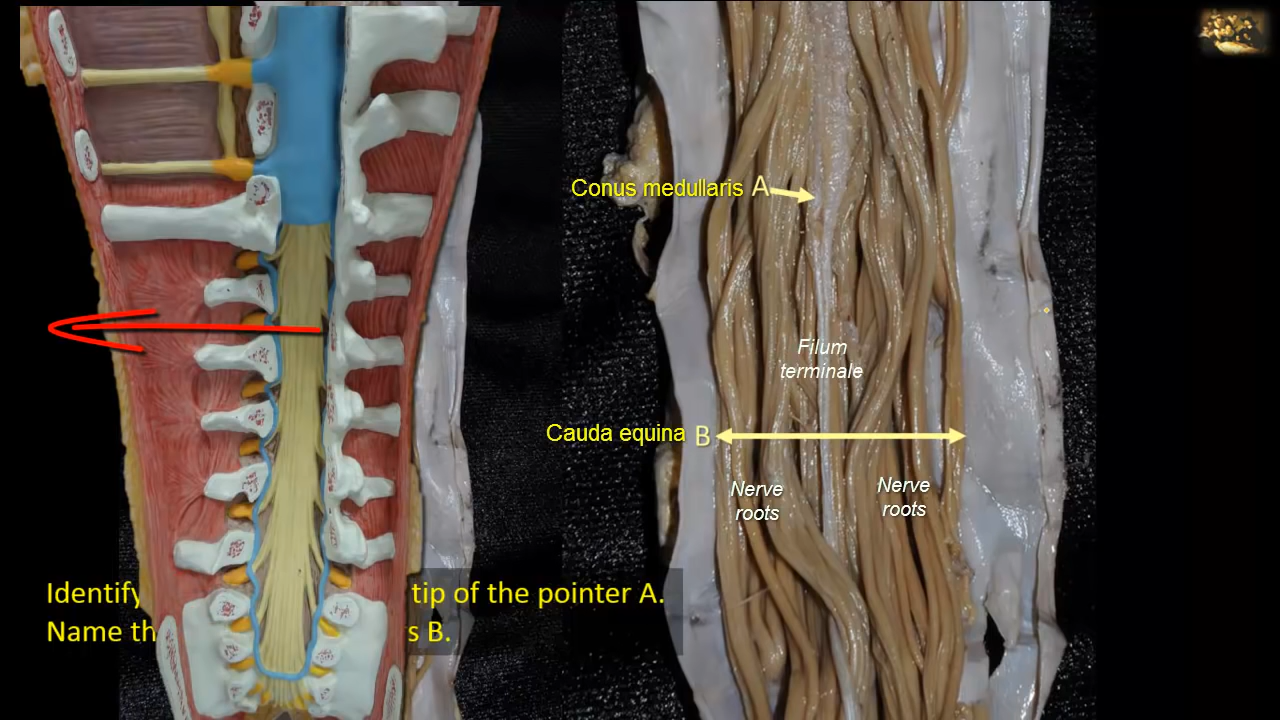 Conus medullaris A
Filum
terminale
Cauda equina B
Nerve
roots
Nerve
roots
Identify tip of the pointer A.
Name th s B.